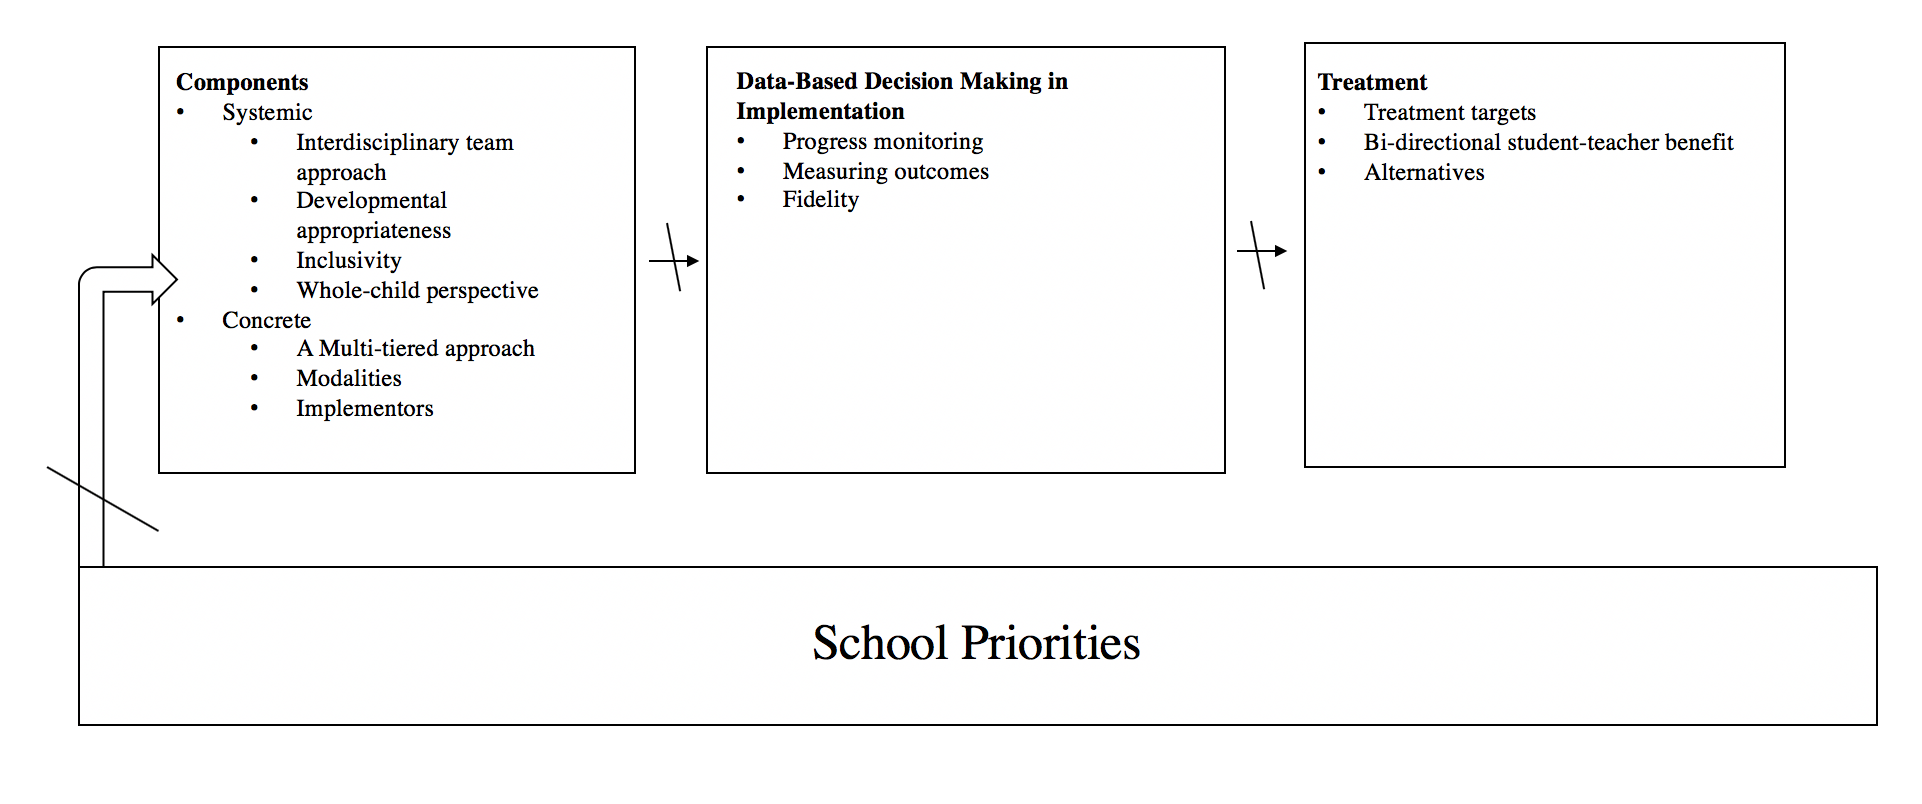 Components
• Systemic
• Interdisciplinary team
approach
• Developmental
appropriateness
• Inclusivity
• Whole-child perspective
• Concrete
• A Multi-tiered approach
• Modalities
• Implementors
Data-Based Decision Making in
Implementation
• Progress monitoring
• Measuring outcomes
• Fidelity
Treatment
• Treatment targets
• Bi-directional student-teacher benefit
• Alternatives
School Priorities